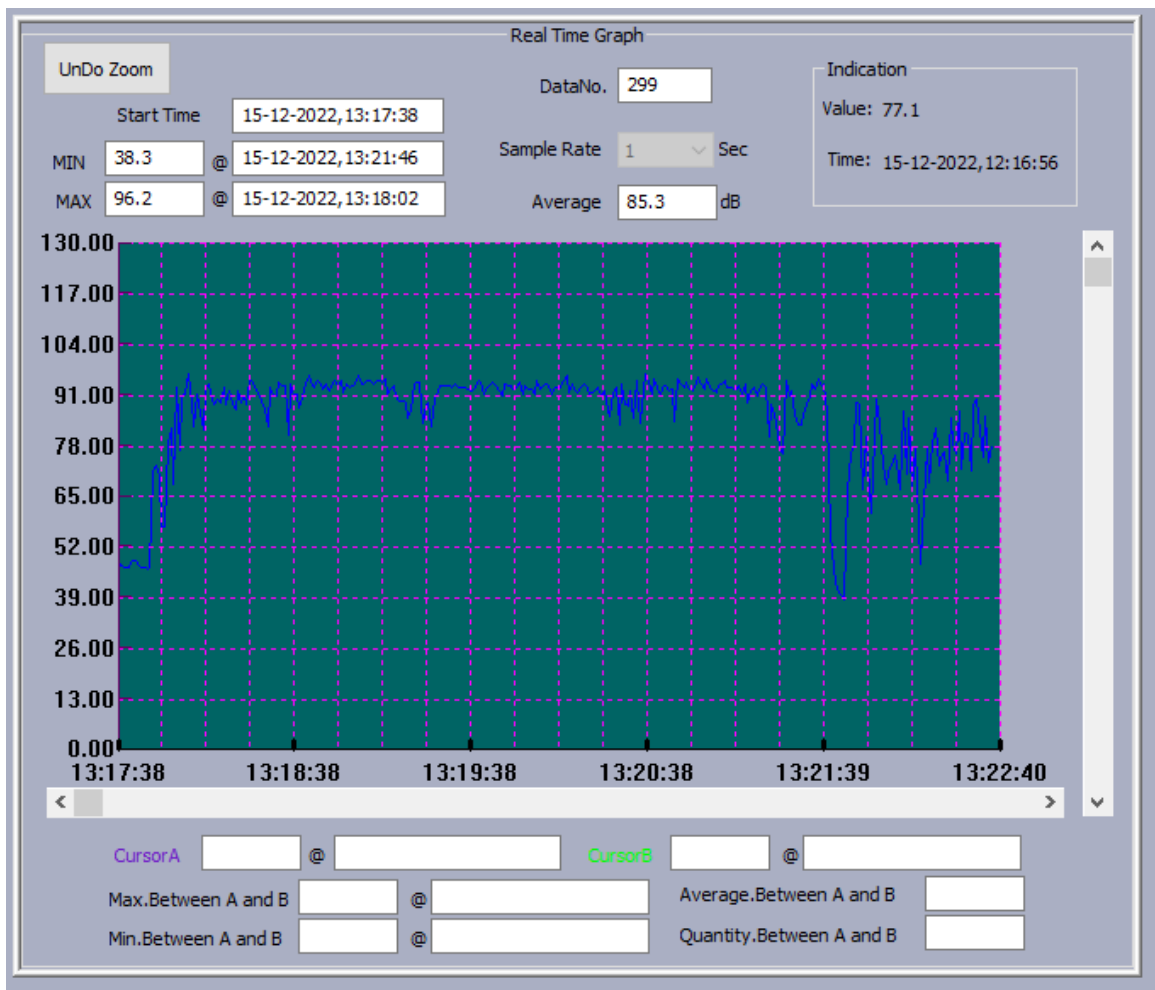 Real Time Graph
UnDo Zoom
DataNo. 299
Indication
Start Time 15-12-2022,13:17:38
Value: 77.1
MIN 38.3 @ 15-12-2022,13:21:46
Sample Rate 1 Sec
Time: 15-12-2022,12:16:56
MAX 96.2 @ 15-12-2022,13:18:02
Average 85.3 dB
130.00
117.00
104.00
91.00
78.00
65.00
52.00
39.00
26.00
13.00
0.00
13:17:38 13:18:38 13:19:38 13:20:38 13:21:39 13:22:40
CursorA @ CursorB @
Max.Between A and B @ Average.Between A and B
Min.Between A and B @ Quantity.Between A and B